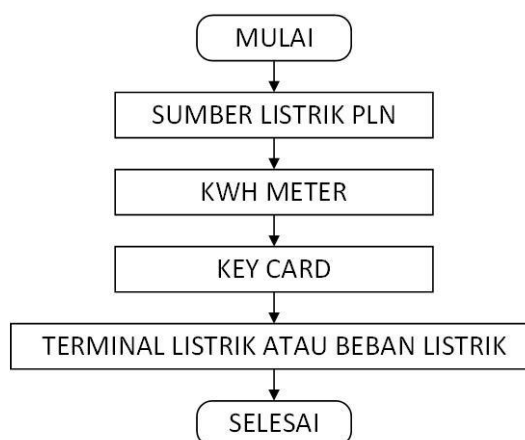 MULAI
SUMBER LISTRIK PLN
KWH METER
KEY CARD
TERMINAL LISTRIK ATAU BEBAN LISTRIK
SELESAI